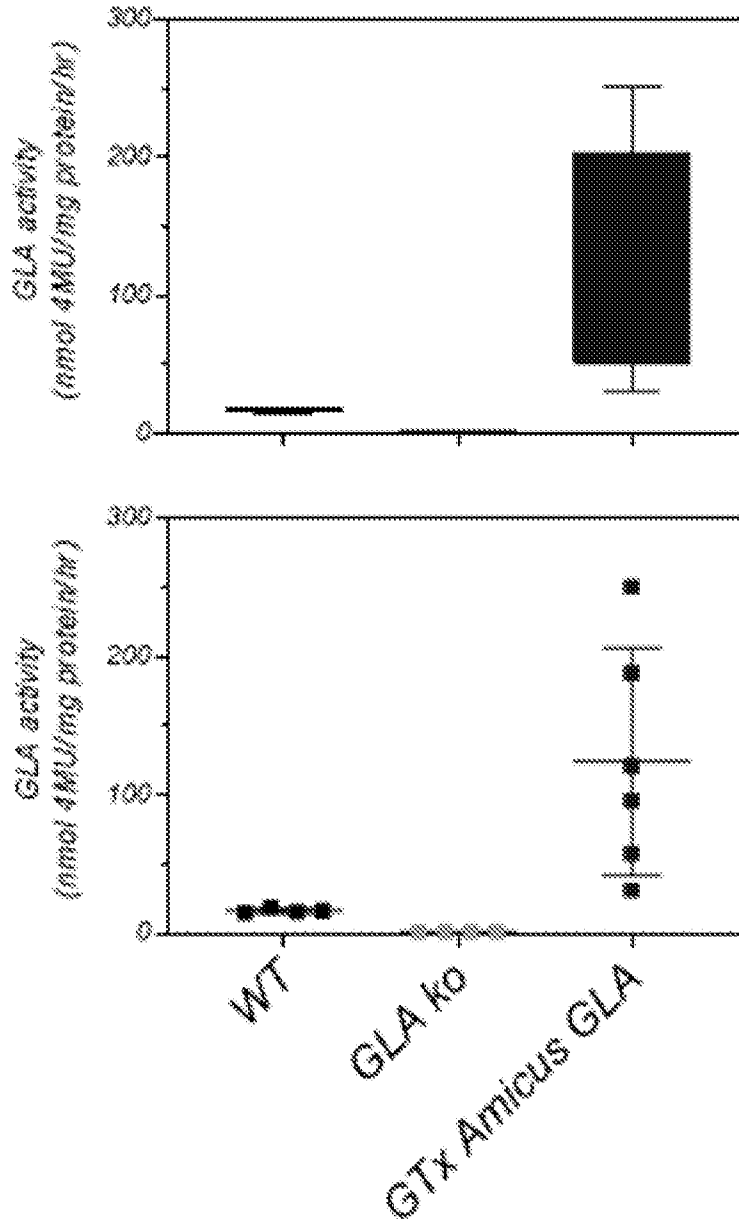 GLA activity
(nmol 4MU/mg protein/hr)
300
200
100
0
GLA activity
(nmol 4MU/mg protein/hr)
300
200
100
0
WT
GLA ko
GTx Amicus GLA